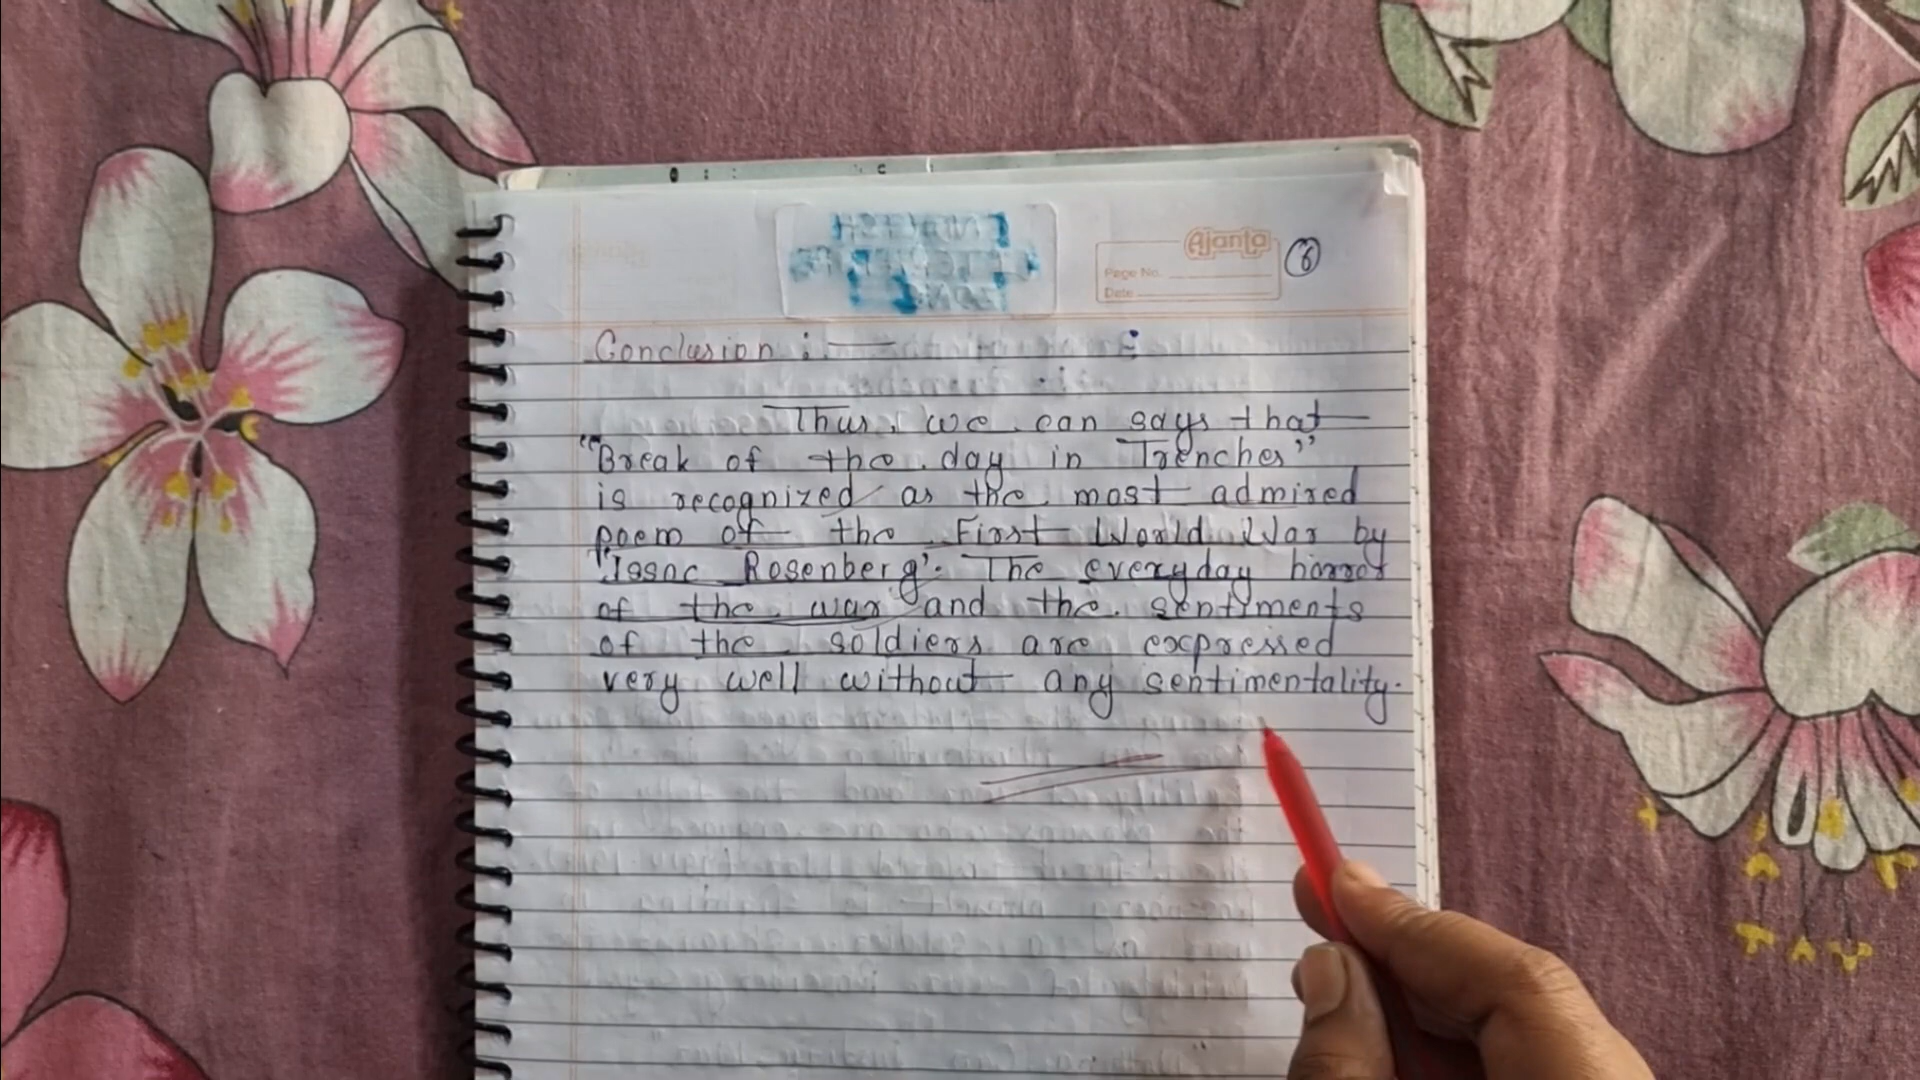 Ajanta
Page No.
Date
6
Conclusion :
Thus, we can says that
"Break of the day in Trenches"
is recognized as the most admired
poem of the First World War by
'Issac Rosenberg'. The everyday horror
of the war and the sentiments
of the soldiers are expressed
very well without any sentimentality.